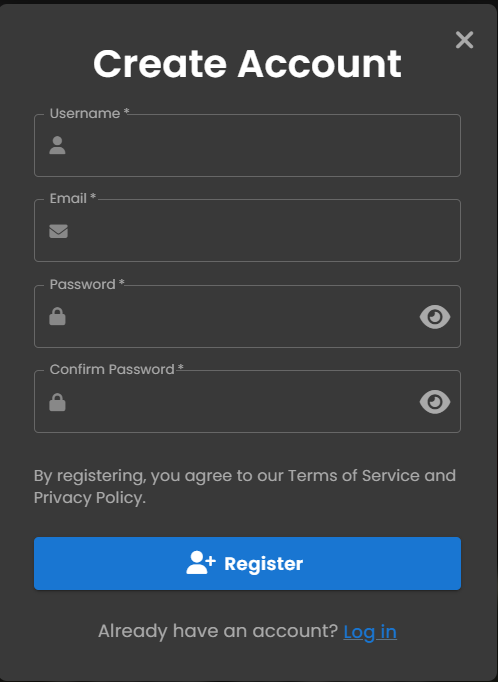 Create Account
Username *
Email *
Password *
Confirm Password *
By registering, you agree to our Terms of Service and
Privacy Policy.
Register
Already have an account? Log in